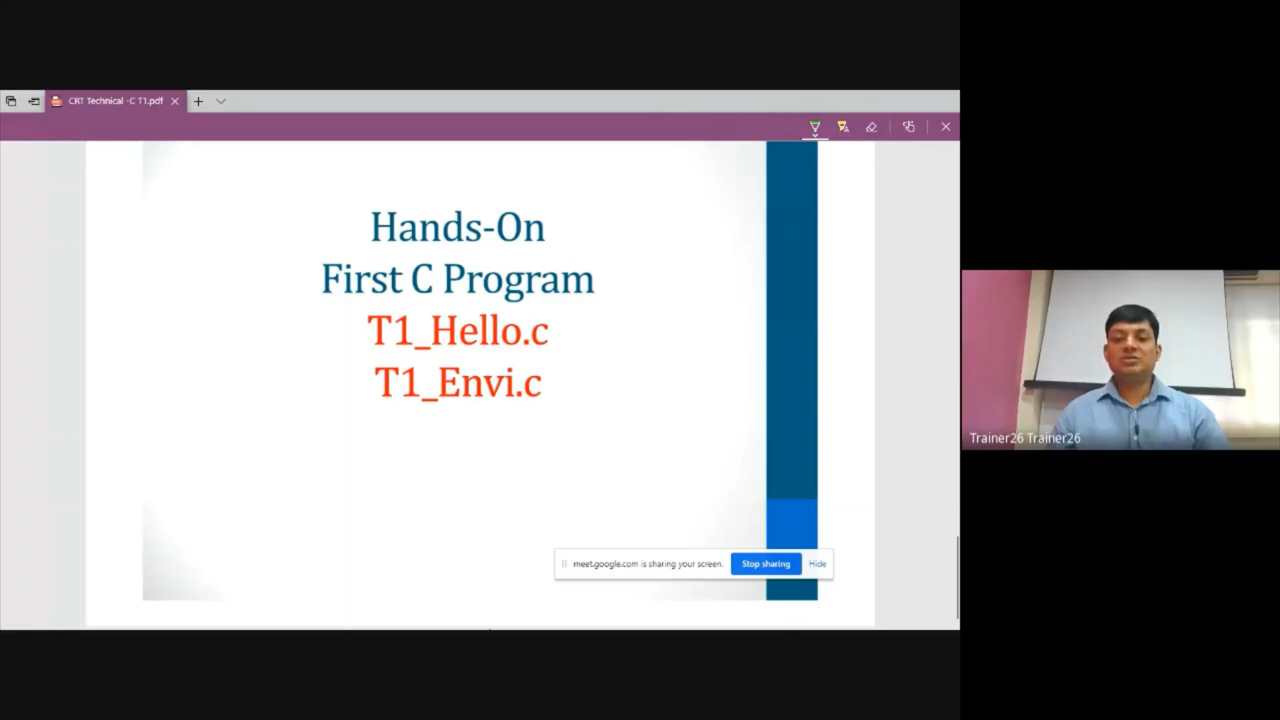 CRT Technical -C T1.pdf
Hands-On
First C Program
T1_Hello.c
T1_Envi.c
meet.google.com is sharing your screen.
Stop sharing
Hide
Trainer26 Trainer26